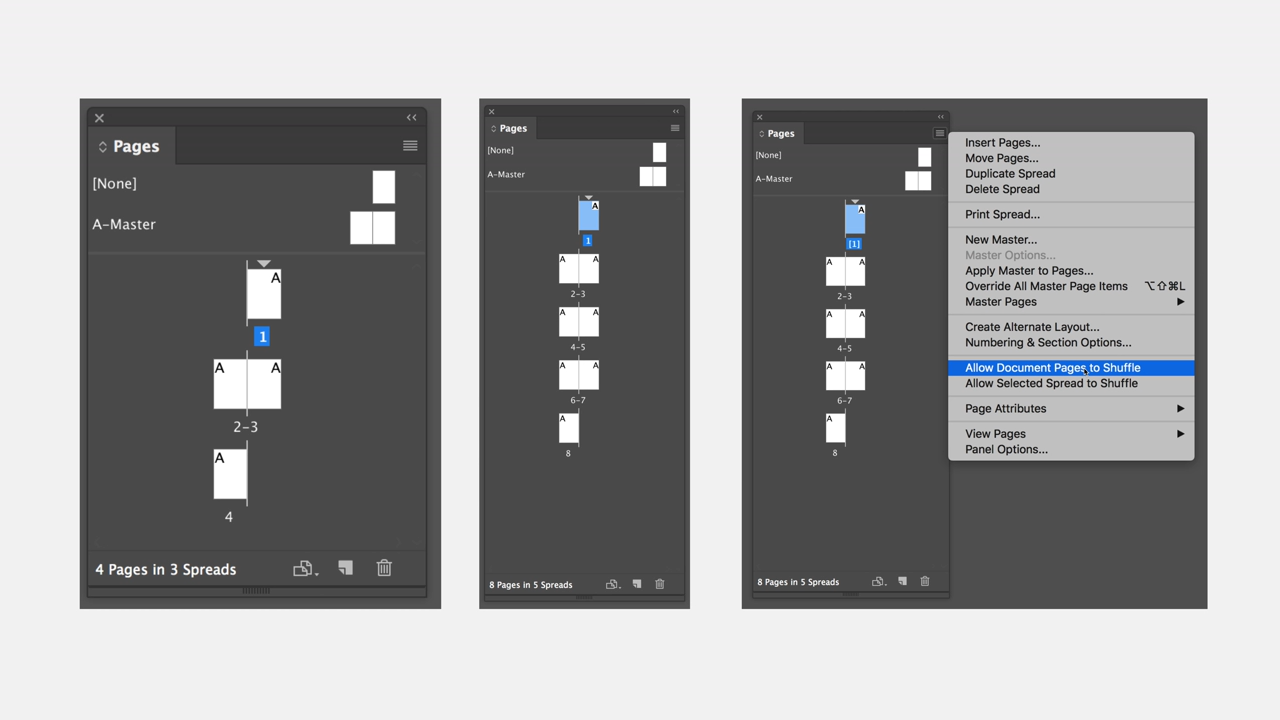 Pages
[None]
A-Master
A
1
A A
2-3
A
4
4 Pages in 3 Spreads
Pages
[None]
A-Master
A
1
A A
2-3
A A
4-5
A A
6-7
A
8
8 Pages in 5 Spreads
Pages
[None]
A-Master
A
[1]
A A
2-3
A A
4-5
A A
6-7
A
8
8 Pages in 5 Spreads
Insert Pages...
Move Pages...
Duplicate Spread
Delete Spread
Print Spread...
New Master...
Master Options...
Apply Master to Pages...
Override All Master Page Items ⌥⇧⌘L
Master Pages
Create Alternate Layout...
Numbering & Section Options...
Allow Document Pages to Shuffle
Allow Selected Spread to Shuffle
Page Attributes
View Pages
Panel Options...